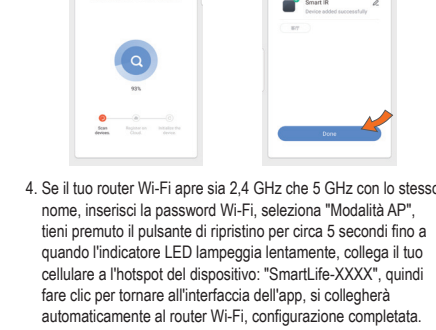 Smart IR
Device added successfully
93%
Scan
devices.
Register on
Cloud.
Initialize the
device.
Done
4. Se il tuo router Wi-Fi apre sia 2,4 GHz che 5 GHz con lo stesso
nome, inserisci la password Wi-Fi, seleziona "Modalità AP",
tieni premuto il pulsante di ripristino per circa 5 secondi fino a
quando l'indicatore LED lampeggia lentamente, collega il tuo
cellulare a l'hotspot del dispositivo: "SmartLife-XXXX", quindi
fare clic per tornare all'interfaccia dell'app, si collegherà
automaticamente al router Wi-Fi, configurazione completata.